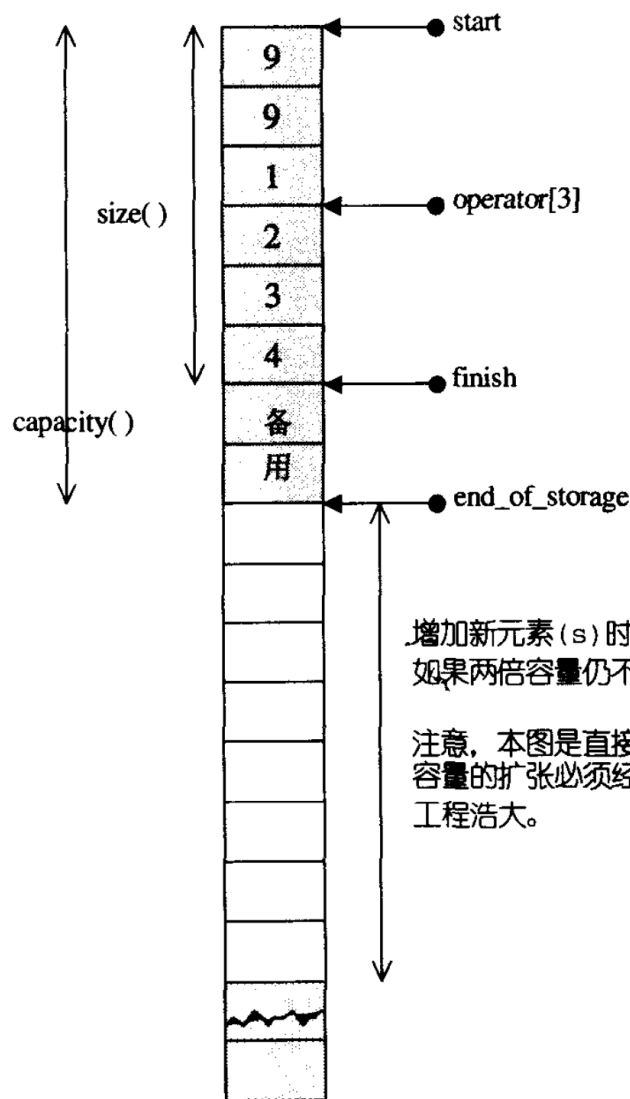 start
9
9
1
operator[3]
size( )
2
3
4
finish
capacity( )
备
用
end_of_storage
增加新元素(s)时
如果两倍容量仍不
注意，本图是直接
容量的扩张必须经
工程浩大。